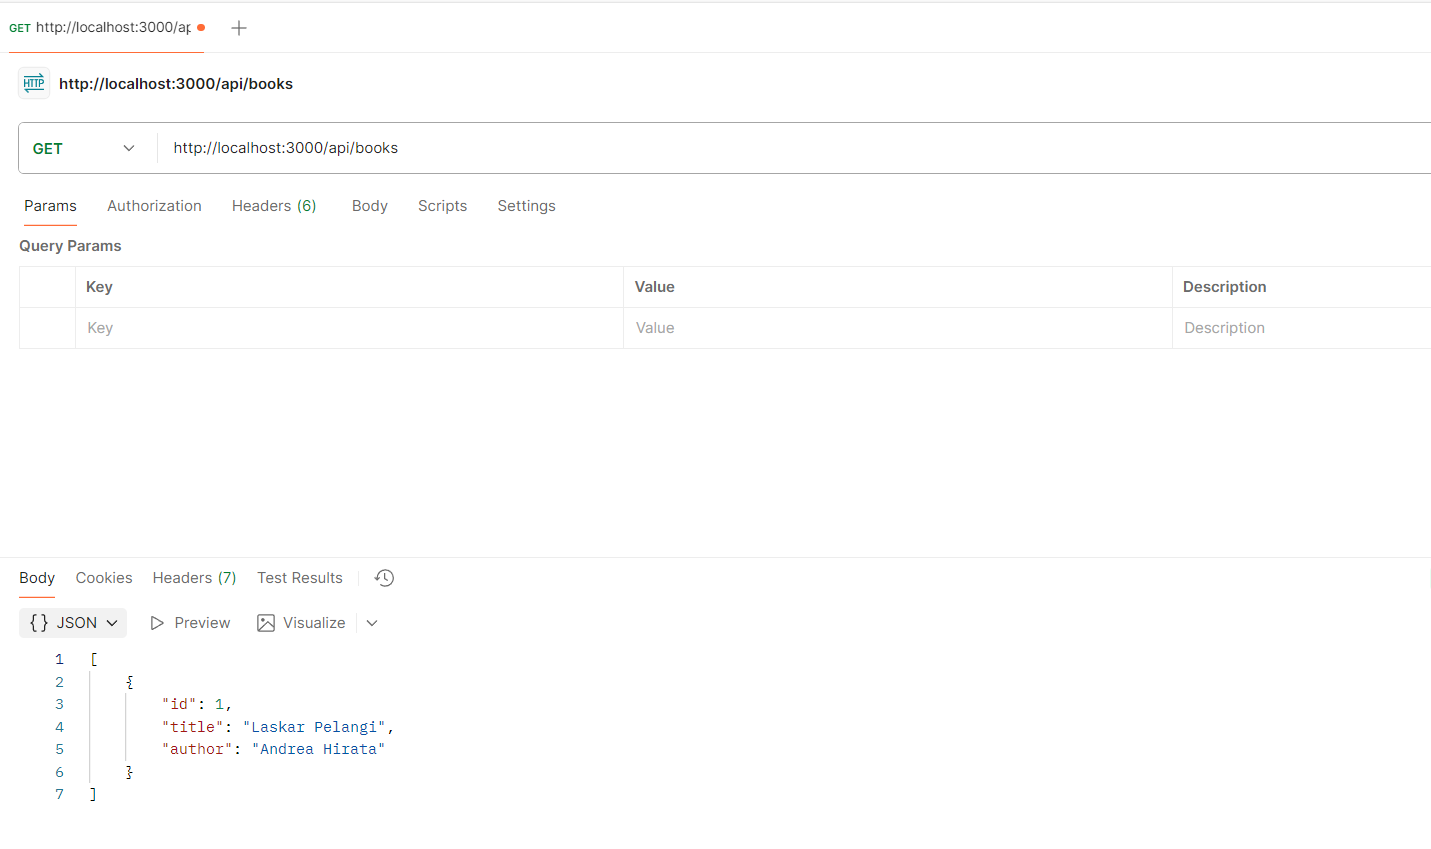 GET http://localhost:3000/ap
HTTP http://localhost:3000/api/books
GET http://localhost:3000/api/books
Params Authorization Headers (6) Body Scripts Settings
Query Params
Key Value Description
Key Value Description
Body Cookies Headers (7) Test Results
{} JSON Preview Visualize
1 [
2 {
3 "id": 1,
4 "title": "Laskar Pelangi",
5 "author": "Andrea Hirata"
6 }
7 ]